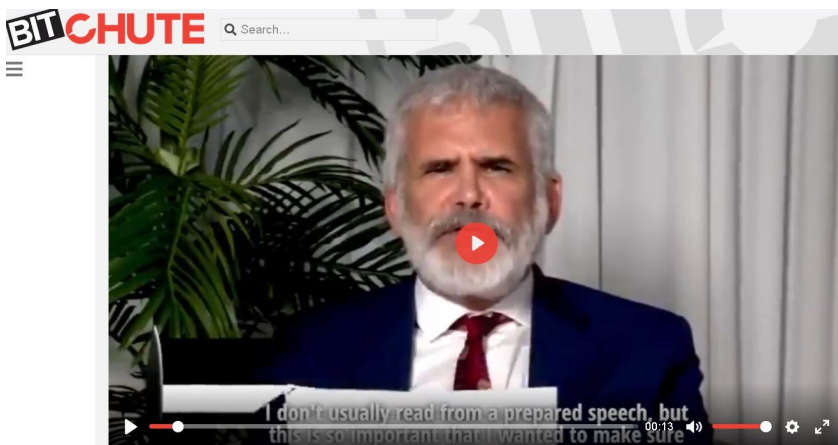 BITCHUTE
Search...
I don't usually read from a prepared speech, but
this is so important that I wanted to make sure
00:13